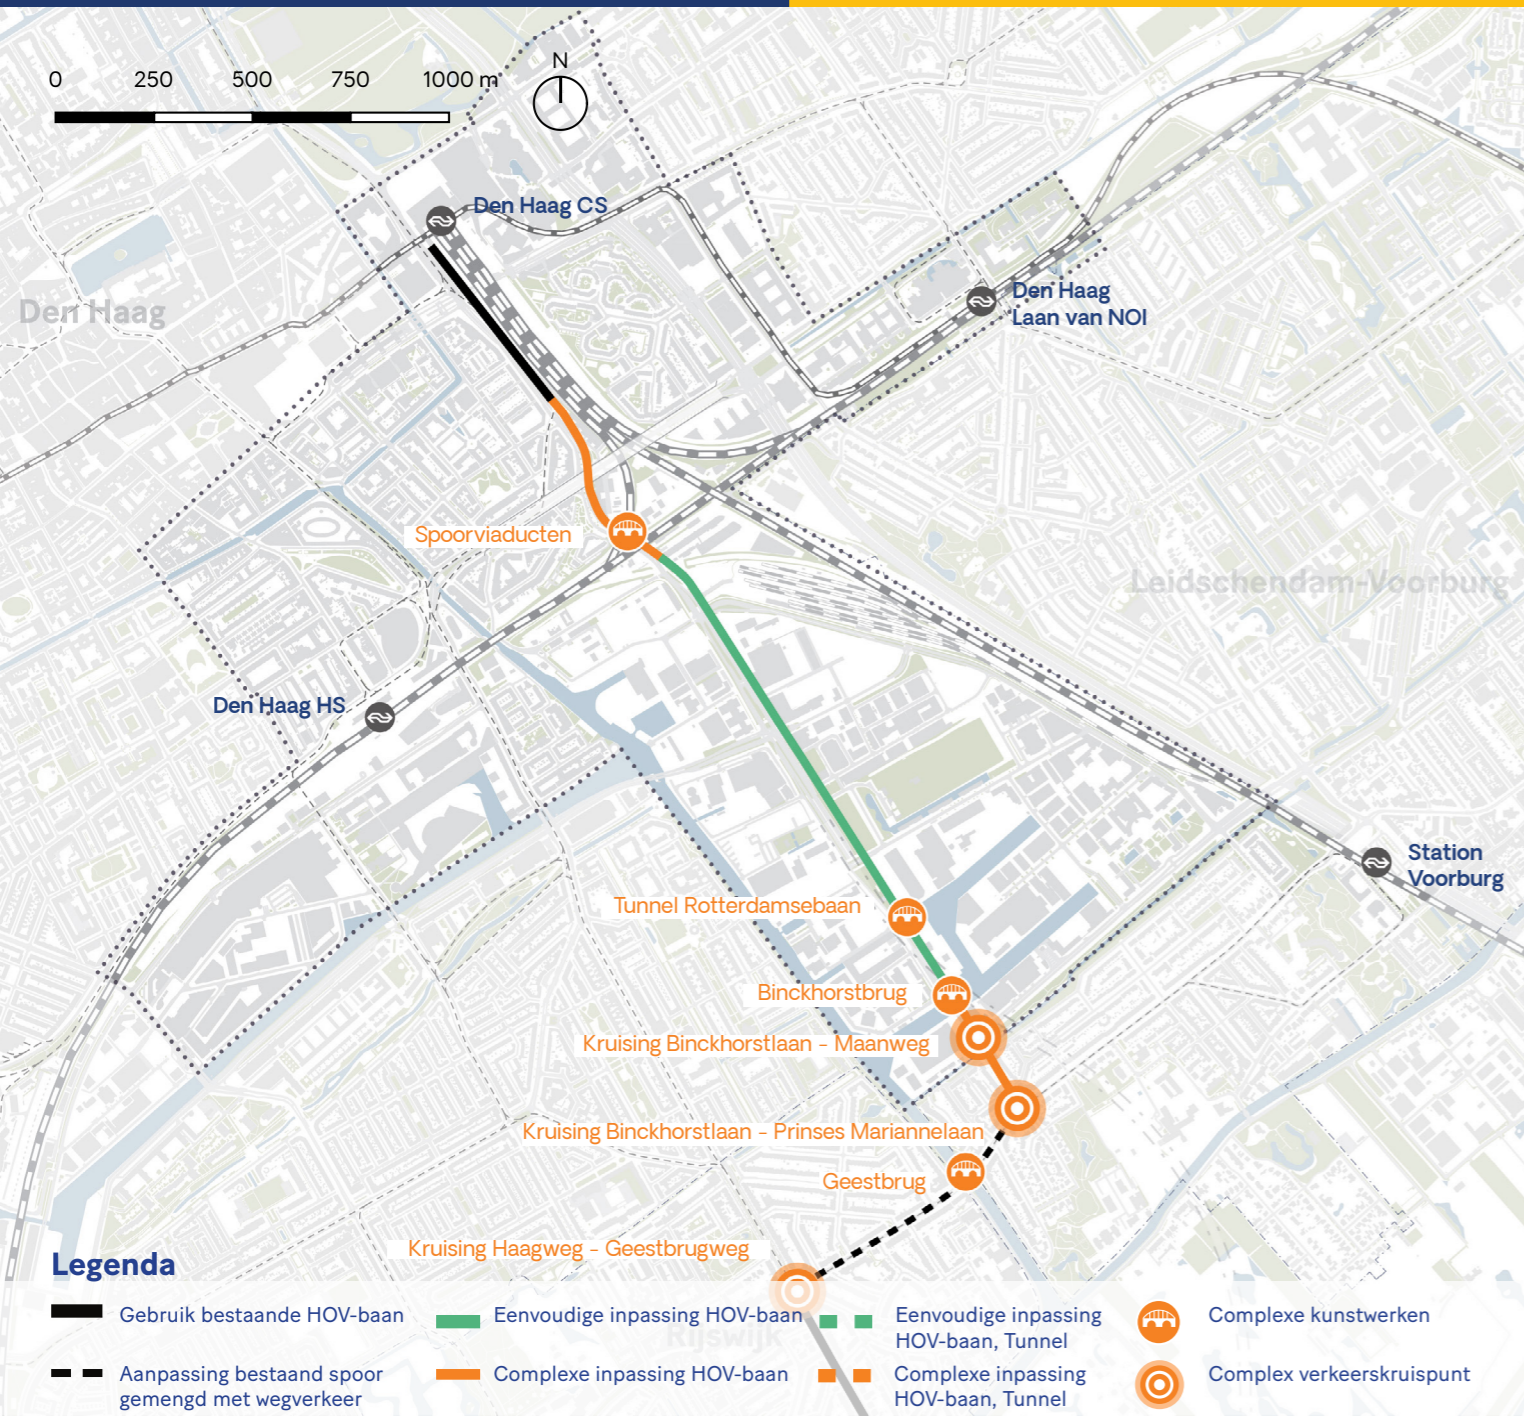 0 250 500 750 1000 m
N
Den Haag CS
Den Haag
Den Haag
Laan van NOI
Spoorviaducten
Leidschendam-Voorburg
Den Haag HS
Station
Voorburg
Tunnel Rotterdamsebaan
Binckhorstbrug
Kruising Binckhorstlaan - Maanweg
Kruising Binckhorstlaan - Prinses Mariannelaan
Geestbrug
Kruising Haagweg - Geestbrugweg
Legenda
Gebruik bestaande HOV-baan
Aanpassing bestaand spoor
gemengd met wegverkeer
Eenvoudige inpassing HOV-baan
Rijswijk
Complexe inpassing HOV-baan
Eenvoudige inpassing
HOV-baan, Tunnel
Complexe inpassing
HOV-baan, Tunnel
Complexe kunstwerken
Complex verkeerskruispunt